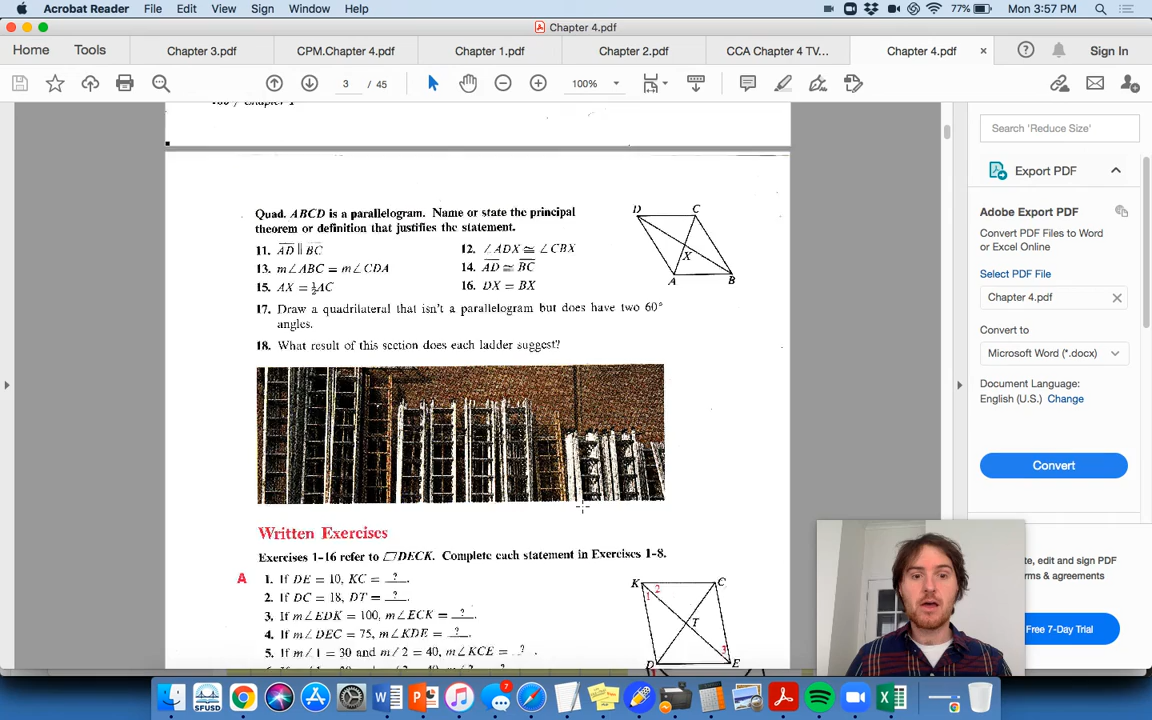 Acrobat Reader File Edit View Sign Window Help 77% Mon 3:57 PM
Chapter 4.pdf
Home Tools Chapter 3.pdf CPM.Chapter 4.pdf Chapter 1.pdf Chapter 2.pdf CCA Chapter 4 TV... Chapter 4.pdf × Sign In
3 / 45 100%
Search 'Reduce Size'
Export PDF
Adobe Export PDF
Convert PDF Files to Word
or Excel Online
Select PDF File
Chapter 4.pdf
Convert to
Microsoft Word (*.docx)
Document Language:
English (U.S.) Change
Convert
te, edit and sign PDF
rms & agreements
Free 7-Day Trial
Quad. ABCD is a parallelogram. Name or state the principal
theorem or definition that justifies the statement.
11. AD ∥ BC 12. ∠ADX ≅ ∠CBX
13. m∠ABC = m∠CDA 14. AD ≅ BC
15. AX = ½AC 16. DX = BX
D C
X
A B
17. Draw a quadrilateral that isn't a parallelogram but does have two 60°
angles.
18. What result of this section does each ladder suggest?
Written Exercises
Exercises 1–16 refer to ▱DECK. Complete each statement in Exercises 1–8.
A 1. If DE = 10, KC = ?.
2. If DC = 18, DT = ?.
3. If m∠EDK = 100, m∠ECK = ?.
4. If m∠DEC = 75, m∠KDE = ?.
5. If m∠1 = 30 and m∠2 = 40, m∠KCE = ?.
K 2 C
1
T
3
D E
7
SFUSD